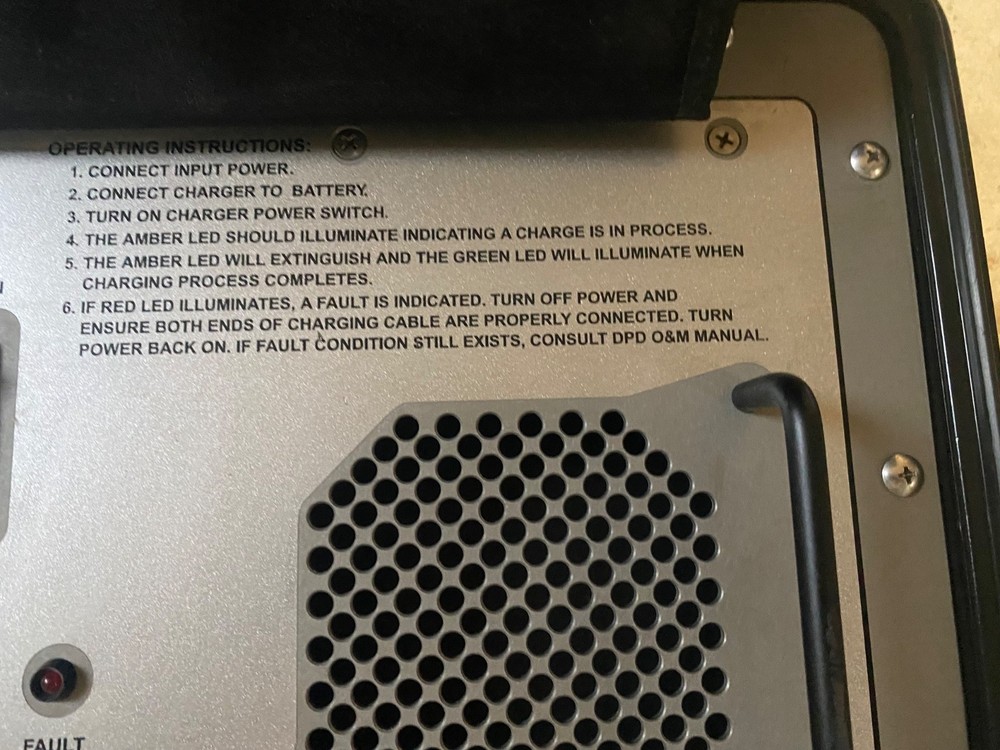 OPERATING INSTRUCTIONS:
1. CONNECT INPUT POWER.
2. CONNECT CHARGER TO BATTERY.
3. TURN ON CHARGER POWER SWITCH.
4. THE AMBER LED SHOULD ILLUMINATE INDICATING A CHARGE IS IN PROCESS.
5. THE AMBER LED WILL EXTINGUISH AND THE GREEN LED WILL ILLUMINATE WHEN
CHARGING PROCESS COMPLETES.
6. IF RED LED ILLUMINATES, A FAULT IS INDICATED. TURN OFF POWER AND
ENSURE BOTH ENDS OF CHARGING CABLE ARE PROPERLY CONNECTED. TURN
POWER BACK ON. IF FAULT CONDITION STILL EXISTS, CONSULT DPD O&M MANUAL.
FAULT